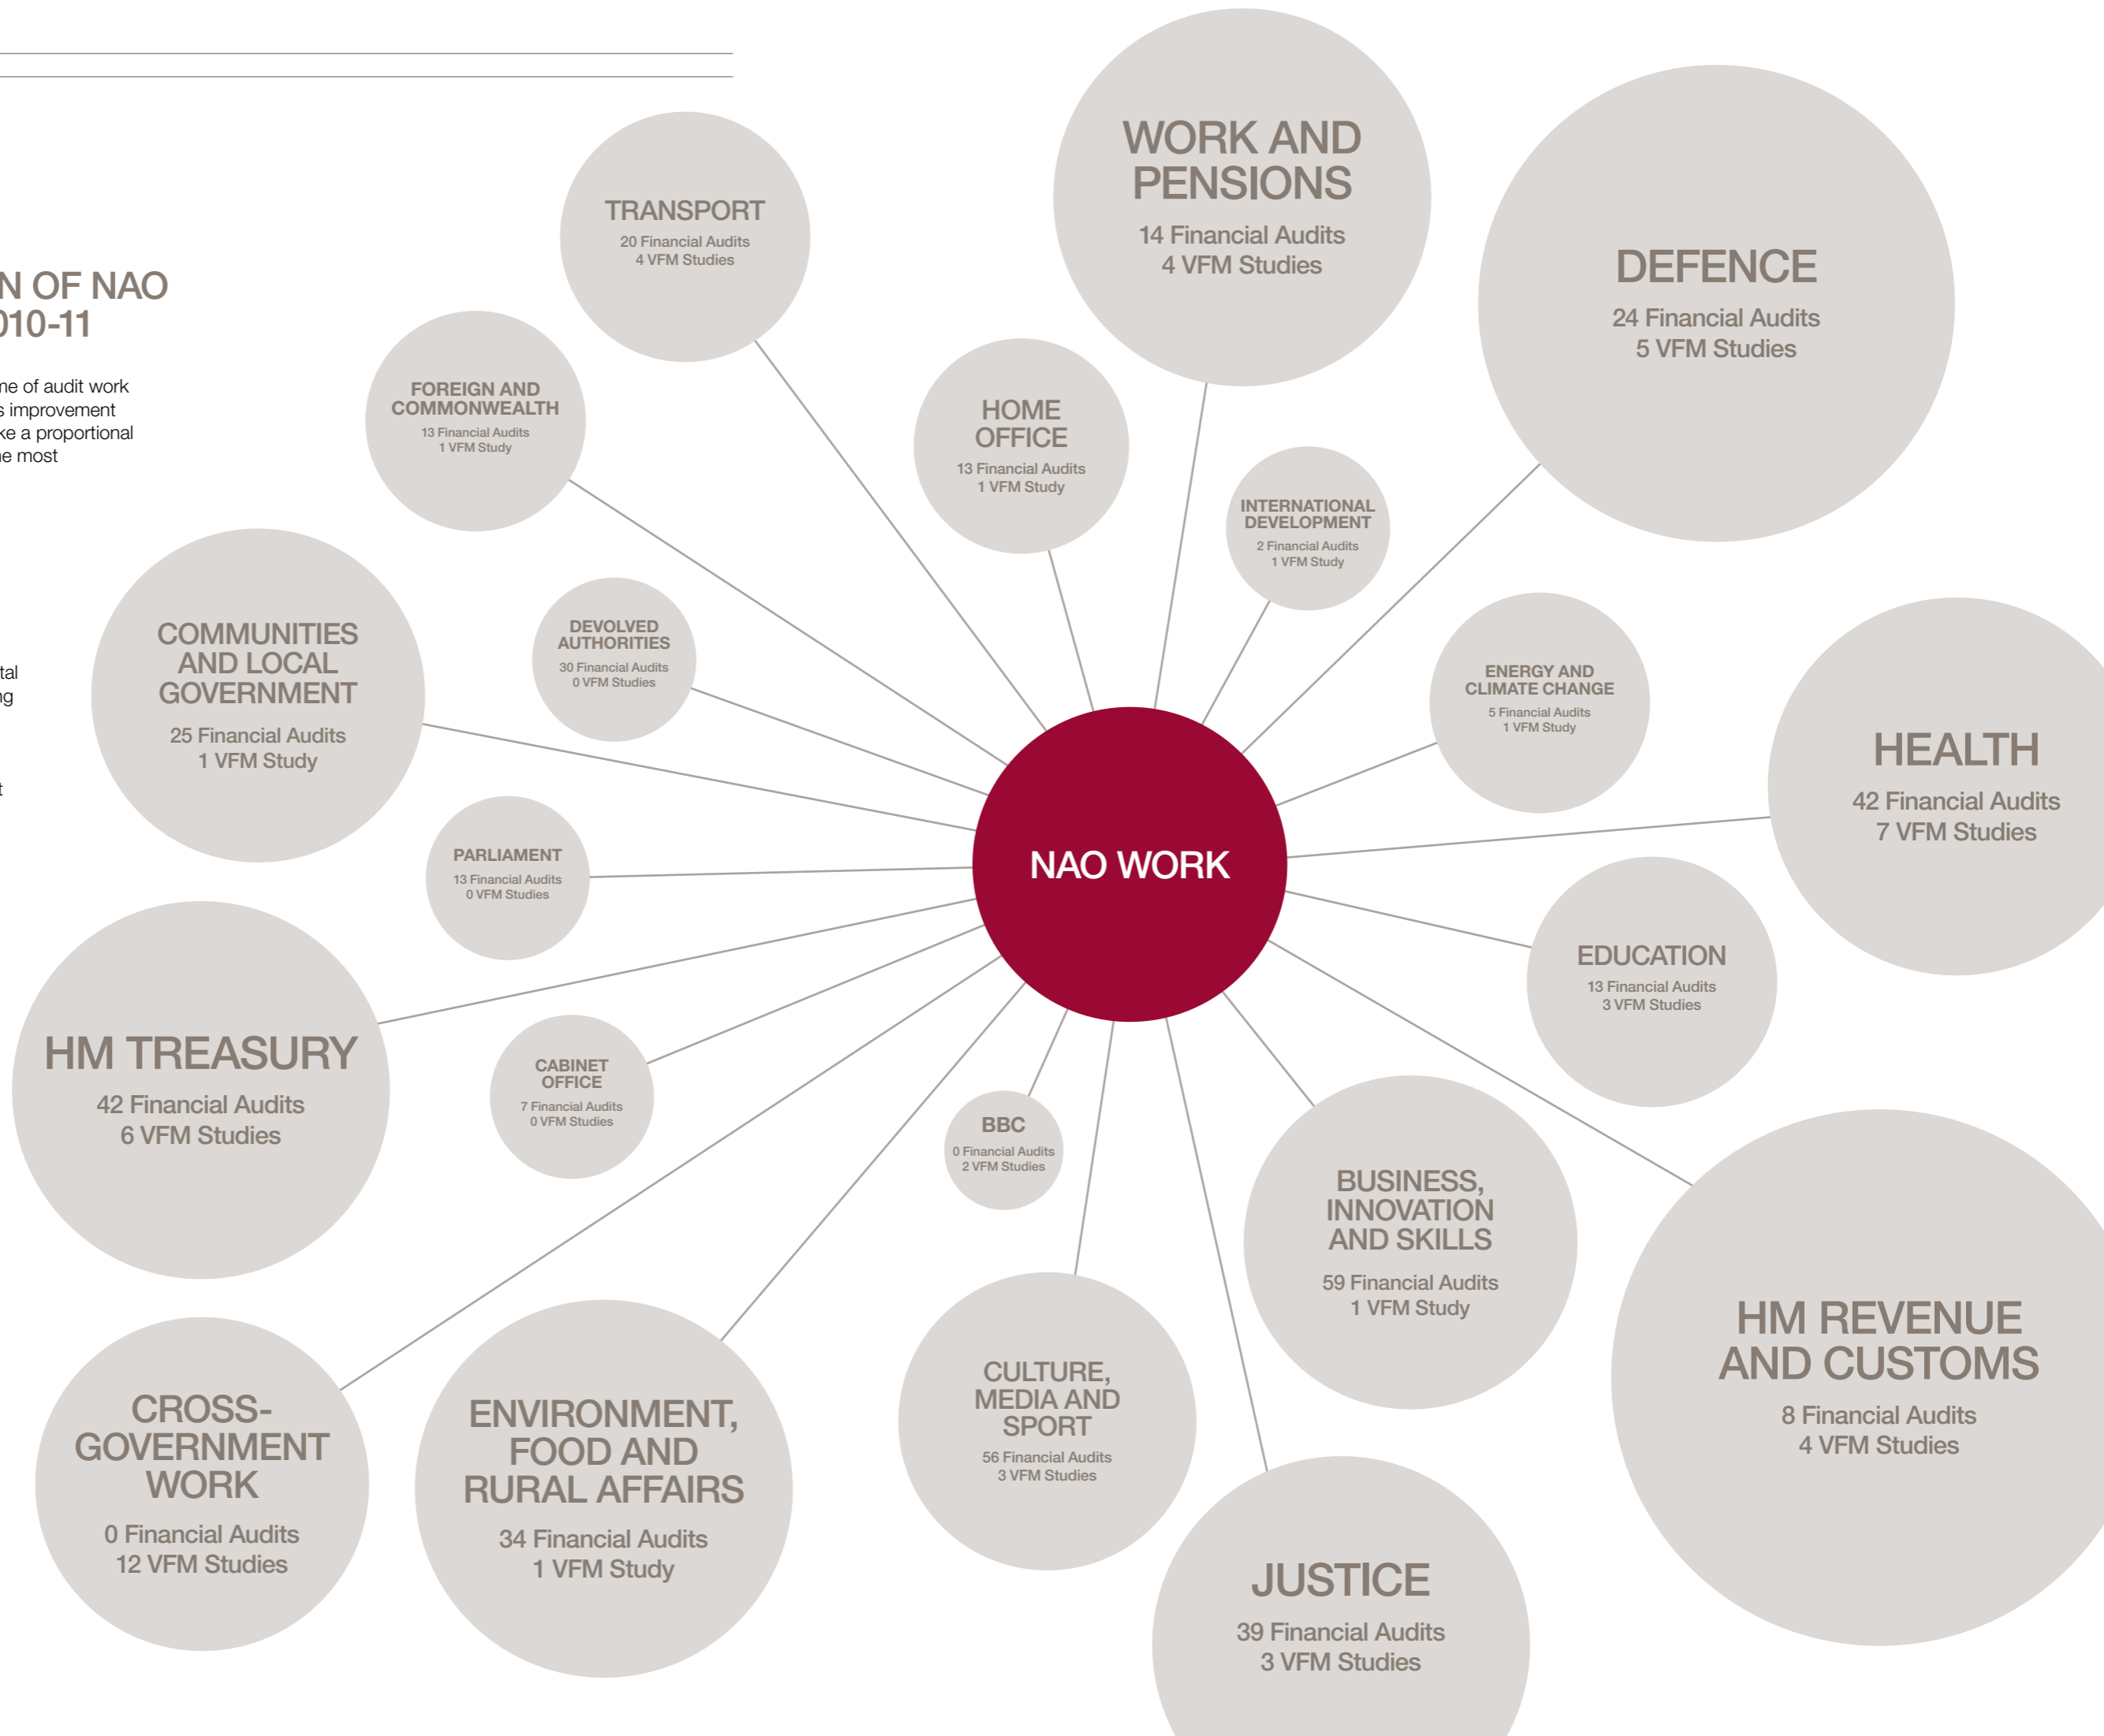 N OF NAO
010-11
me of audit work
s improvement
ke a proportional
he most
tal
ng
t
TRANSPORT
20 Financial Audits
4 VFM Studies
WORK AND
PENSIONS
14 Financial Audits
4 VFM Studies
DEFENCE
24 Financial Audits
5 VFM Studies
FOREIGN AND
COMMONWEALTH
13 Financial Audits
1 VFM Study
HOME
OFFICE
13 Financial Audits
1 VFM Study
INTERNATIONAL
DEVELOPMENT
2 Financial Audits
1 VFM Study
COMMUNITIES
AND LOCAL
GOVERNMENT
25 Financial Audits
1 VFM Study
DEVOLVED
AUTHORITIES
30 Financial Audits
0 VFM Studies
ENERGY AND
CLIMATE CHANGE
5 Financial Audits
1 VFM Study
HEALTH
42 Financial Audits
7 VFM Studies
PARLIAMENT
13 Financial Audits
0 VFM Studies
NAO WORK
EDUCATION
13 Financial Audits
3 VFM Studies
HM TREASURY
42 Financial Audits
6 VFM Studies
CABINET
OFFICE
7 Financial Audits
0 VFM Studies
BBC
0 Financial Audits
2 VFM Studies
BUSINESS,
INNOVATION
AND SKILLS
59 Financial Audits
1 VFM Study
HM REVENUE
AND CUSTOMS
8 Financial Audits
4 VFM Studies
CROSS-
GOVERNMENT
WORK
0 Financial Audits
12 VFM Studies
ENVIRONMENT,
FOOD AND
RURAL AFFAIRS
34 Financial Audits
1 VFM Study
CULTURE,
MEDIA AND
SPORT
56 Financial Audits
3 VFM Studies
JUSTICE
39 Financial Audits
3 VFM Studies